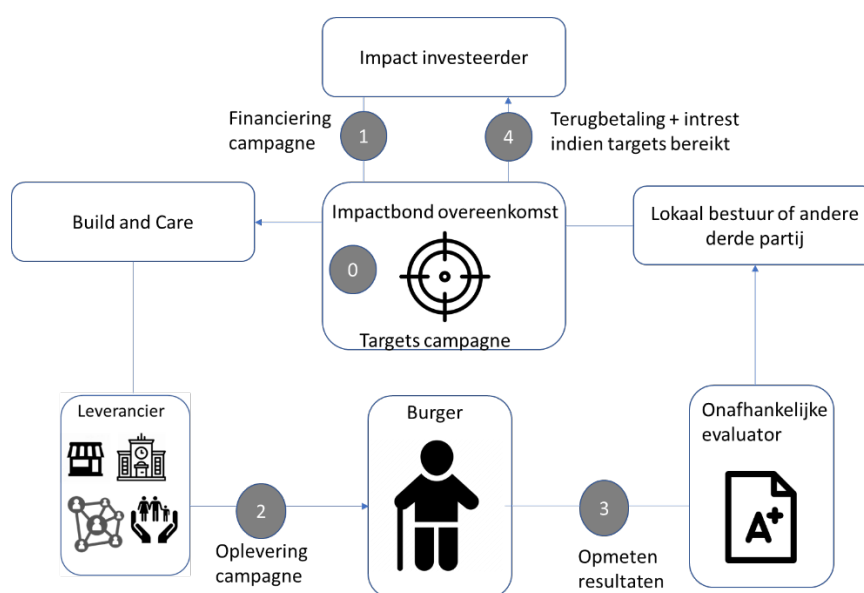 Impact investeerder
Financiering
campagne
1
4
Terugbetaling + intrest
indien targets bereikt
Build and Care
Impactbond overeenkomst
0
Targets campagne
Lokaal bestuur of andere
derde partij
Leverancier
2
Oplevering
campagne
Burger
3
Opmeten
resultaten
Onafhankelijke
evaluator
A+